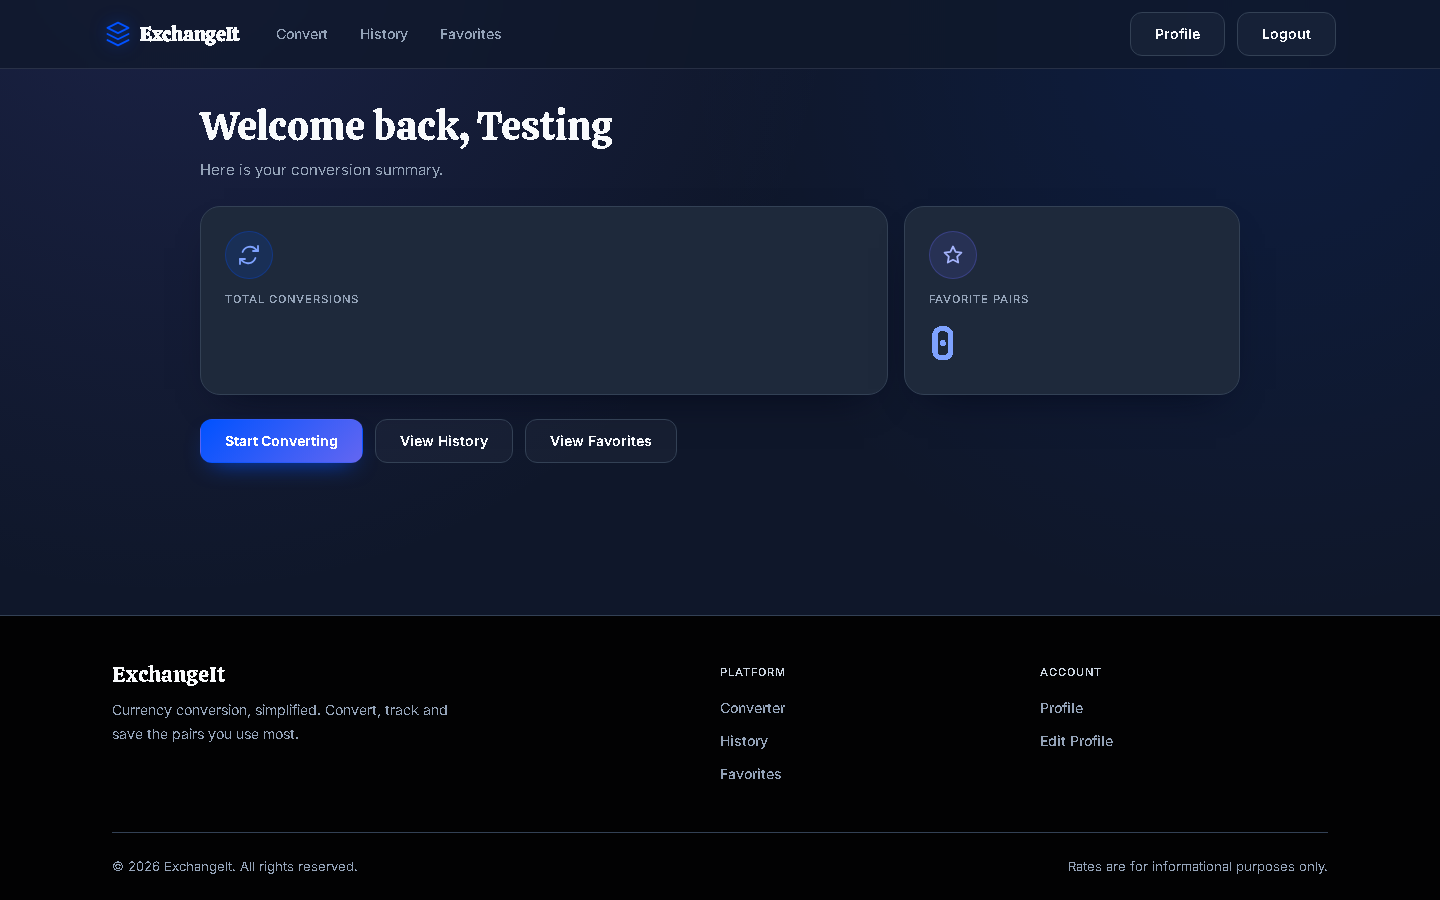 ExchangeIt
Convert
History
Favorites
Profile
Logout
Welcome back, Testing
Here is your conversion summary.
TOTAL CONVERSIONS
FAVORITE PAIRS
0
Start Converting
View History
View Favorites
ExchangeIt
Currency conversion, simplified. Convert, track and
save the pairs you use most.
PLATFORM
Converter
History
Favorites
ACCOUNT
Profile
Edit Profile
© 2026 ExchangeIt. All rights reserved.
Rates are for informational purposes only.